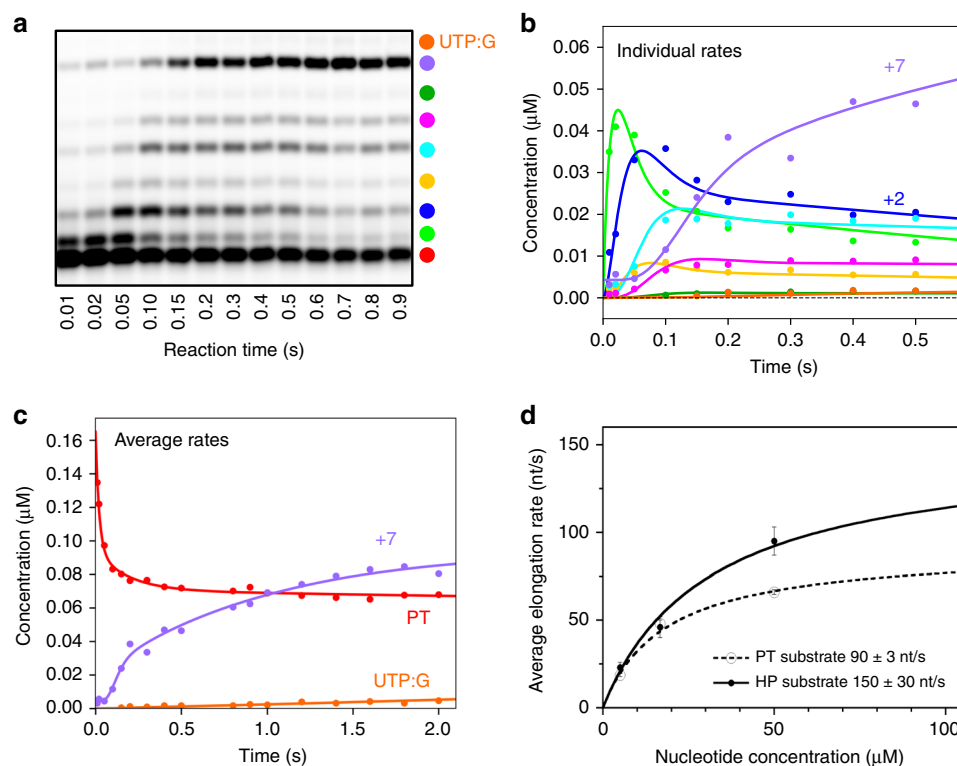 a
UTP:G
0.01 0.02 0.05 0.10 0.15 0.2 0.3 0.4 0.5 0.6 0.7 0.8 0.9
Reaction time (s)
b
Individual rates
+7
+2
0.06
0.05
0.04
0.03
0.02
0.01
0.00
Concentration (μM)
0.0 0.1 0.2 0.3 0.4 0.5
Time (s)
c
Average rates
+7
PT
UTP:G
0.16
0.14
0.12
0.10
0.08
0.06
0.04
0.02
0.00
Concentration (μM)
0.0 0.5 1.0 1.5 2.0
Time (s)
d
150
100
50
0
Average elongation rate (nt/s)
PT substrate 90 ± 3 nt/s
HP substrate 150 ± 30 nt/s
0 50 100
Nucleotide concentration (μM)